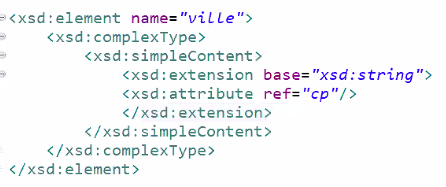 <xsd:element name="ville">
<xsd:complexType>
<xsd:simpleContent>
<xsd:extension base="xsd:string">
<xsd:attribute ref="cp"/>
</xsd:extension>
</xsd:simpleContent>
</xsd:complexType>
</xsd:element>